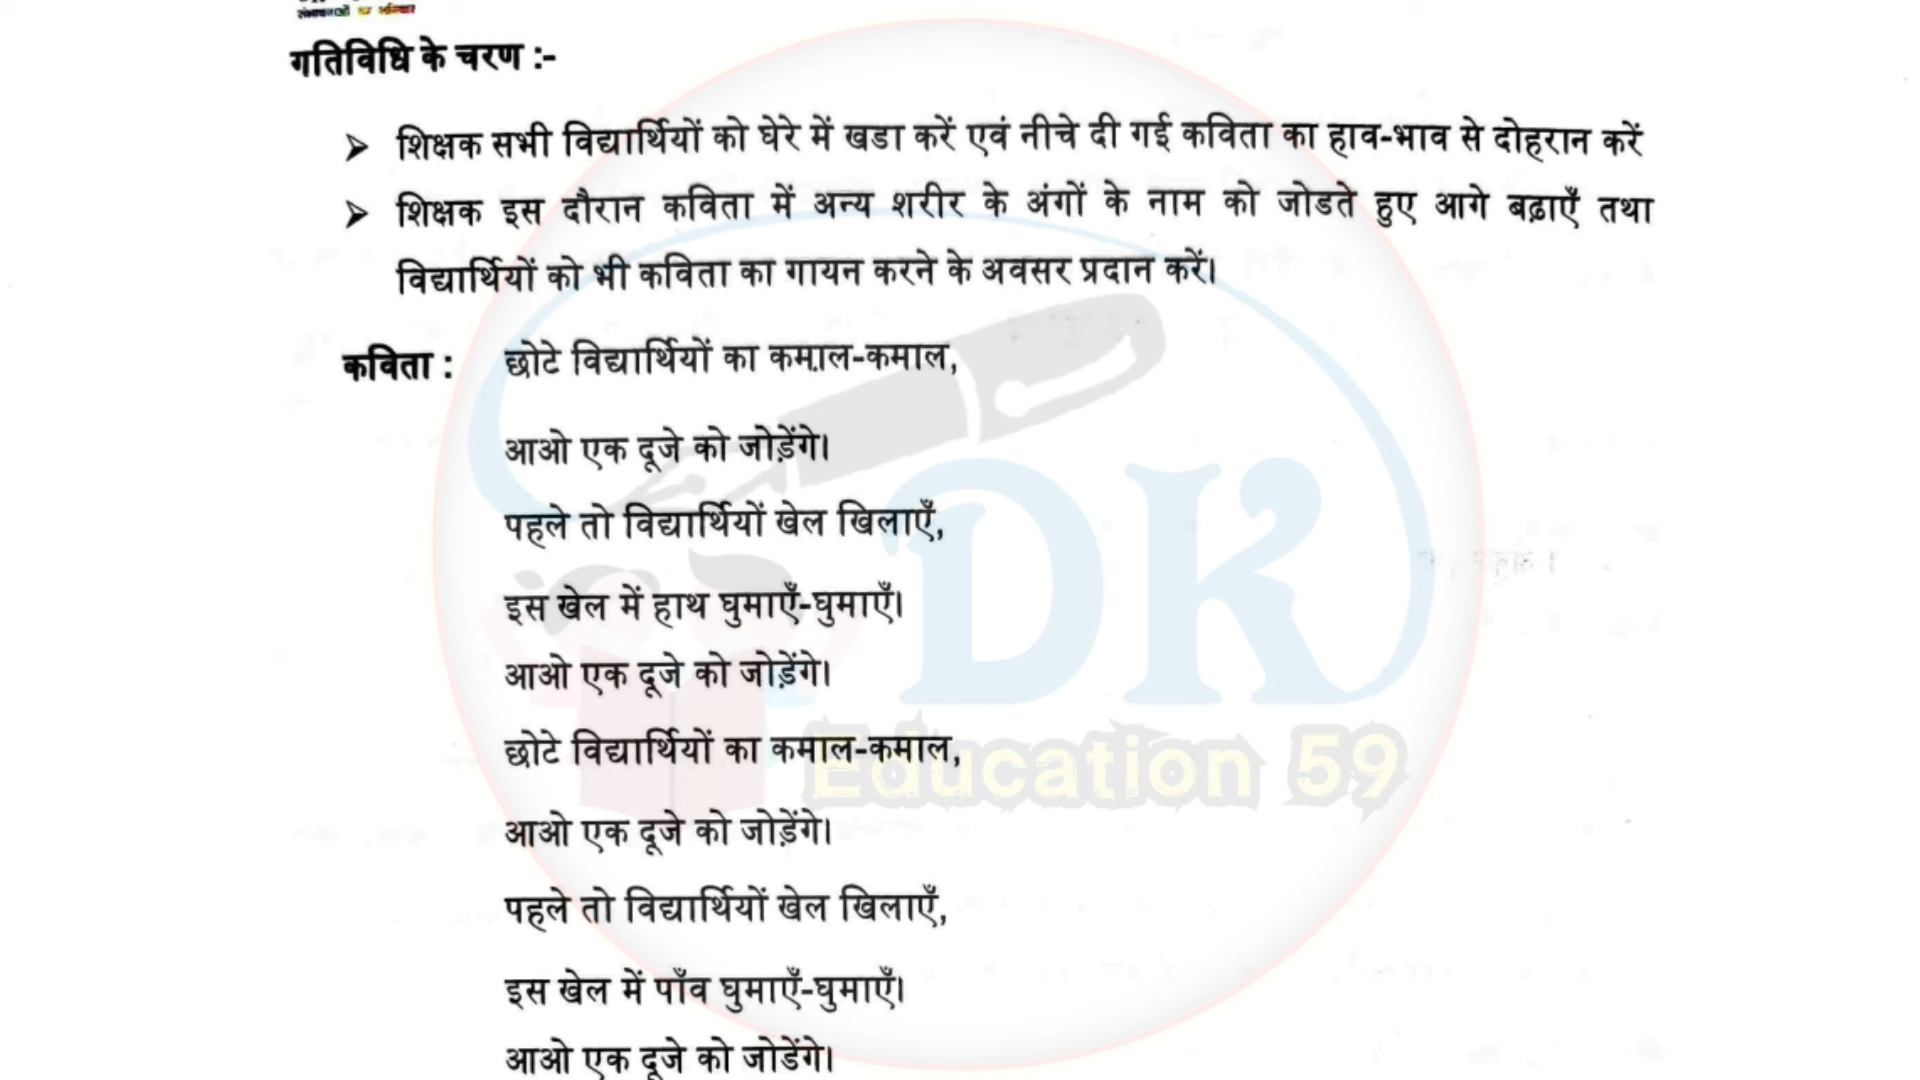 गतिविधि के चरण :-
➢ शिक्षक सभी विद्यार्थियों को घेरे में खडा करें एवं नीचे दी गई कविता का हाव-भाव से दोहरान करें
➢ शिक्षक इस दौरान कविता में अन्य शरीर के अंगों के नाम को जोडते हुए आगे बढ़ाएँ तथा
विद्यार्थियों को भी कविता का गायन करने के अवसर प्रदान करें।
कविता : छोटे विद्यार्थियों का कमाल-कमाल,
आओ एक दूजे को जोड़ेंगे।
पहले तो विद्यार्थियों खेल खिलाएँ,
इस खेल में हाथ घुमाएँ-घुमाएँ।
आओ एक दूजे को जोड़ेंगे।
छोटे विद्यार्थियों का कमाल-कमाल,
आओ एक दूजे को जोड़ेंगे।
पहले तो विद्यार्थियों खेल खिलाएँ,
इस खेल में पाँव घुमाएँ-घुमाएँ।
आओ एक दूजे को जोडेंगे।
DK
Education 59